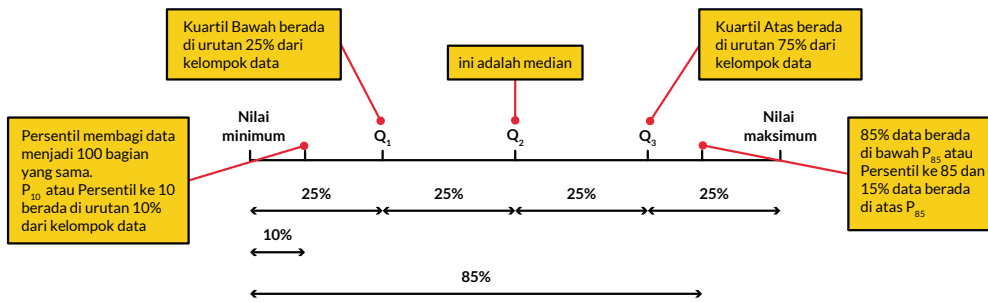 Kuartil Bawah berada
di urutan 25% dari
kelompok data
ini adalah median
Kuartil Atas berada
di urutan 75% dari
kelompok data
Persentil membagi data
menjadi 100 bagian
yang sama.
P10 atau Persentil ke 10
berada di urutan 10%
dari kelompok data
Nilai
minimum
Q1
Q2
Q3
Nilai
maksimum
85% data berada
di bawah P85 atau
Persentil ke 85 dan
15% data berada
di atas P85
25%
25%
25%
25%
10%
85%